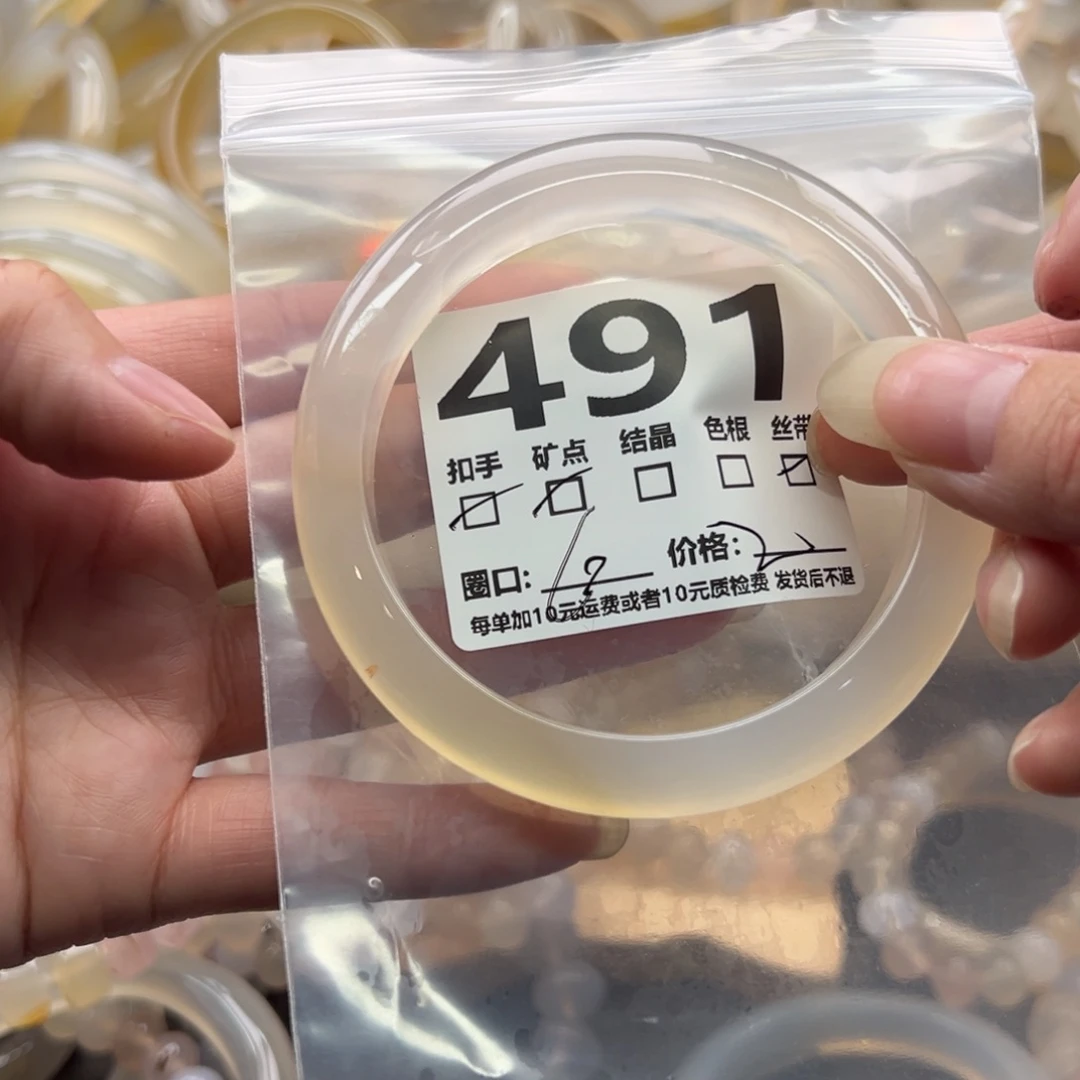 491
扣手 矿点 结晶 色根 丝带
圈口: 价格:
每单加10元运费或者10元质检费 发货后不退